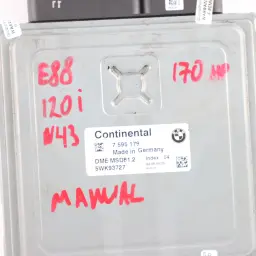 E88
120i
N43
170 HP
Continental
7 595 179
Made in Germany
DME MSD81.2
5WK93727
MANUAL